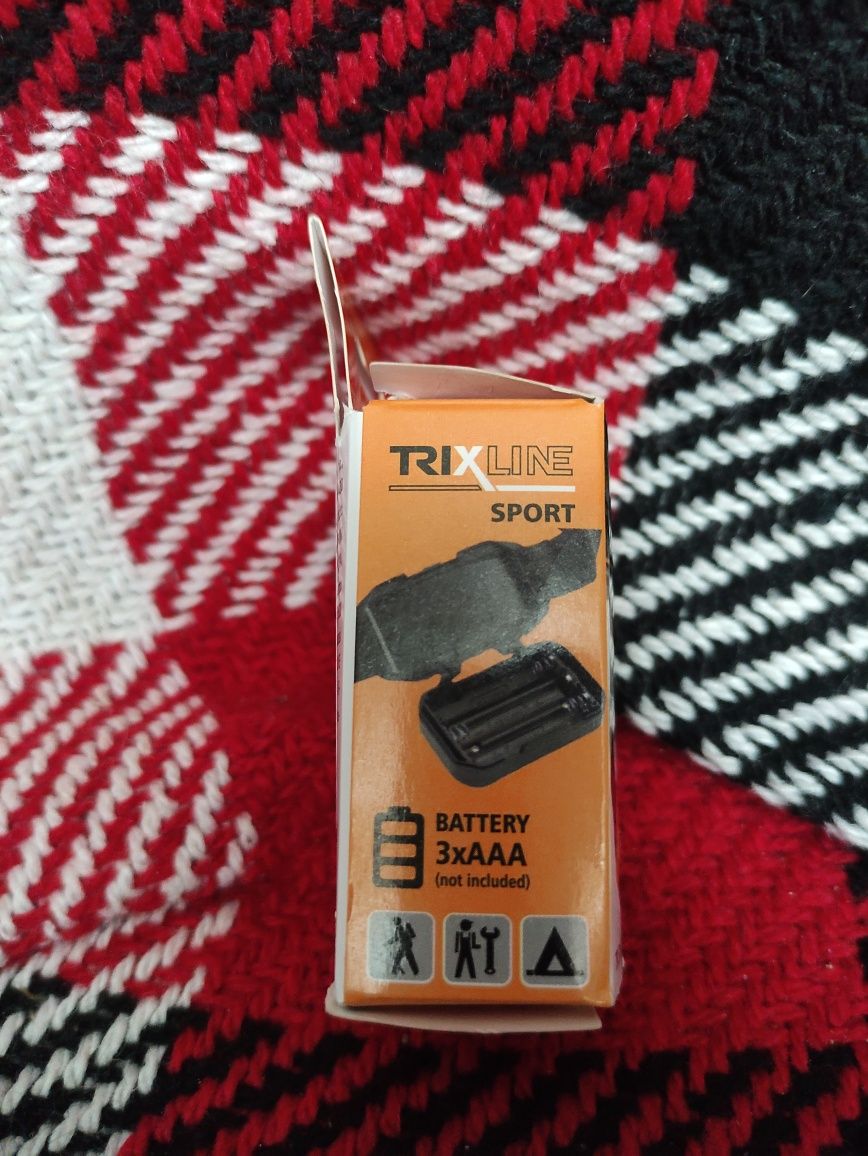 TRIXLINE
SPORT
BATTERY
3xAAA
(not included)